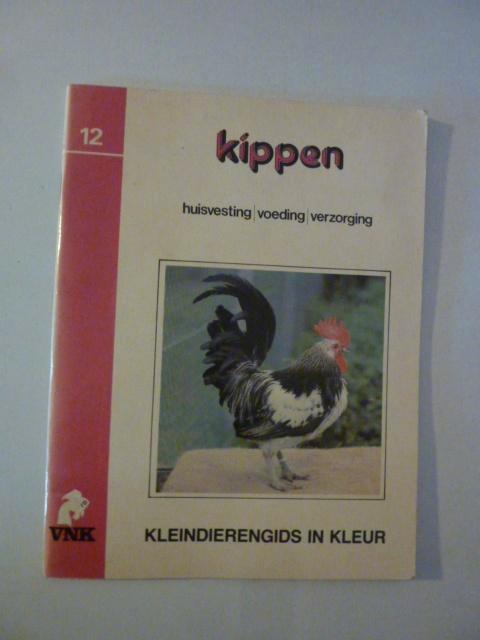 12
kippen
huisvesting|voeding|verzorging
VNK
KLEINDIERENGIDS IN KLEUR